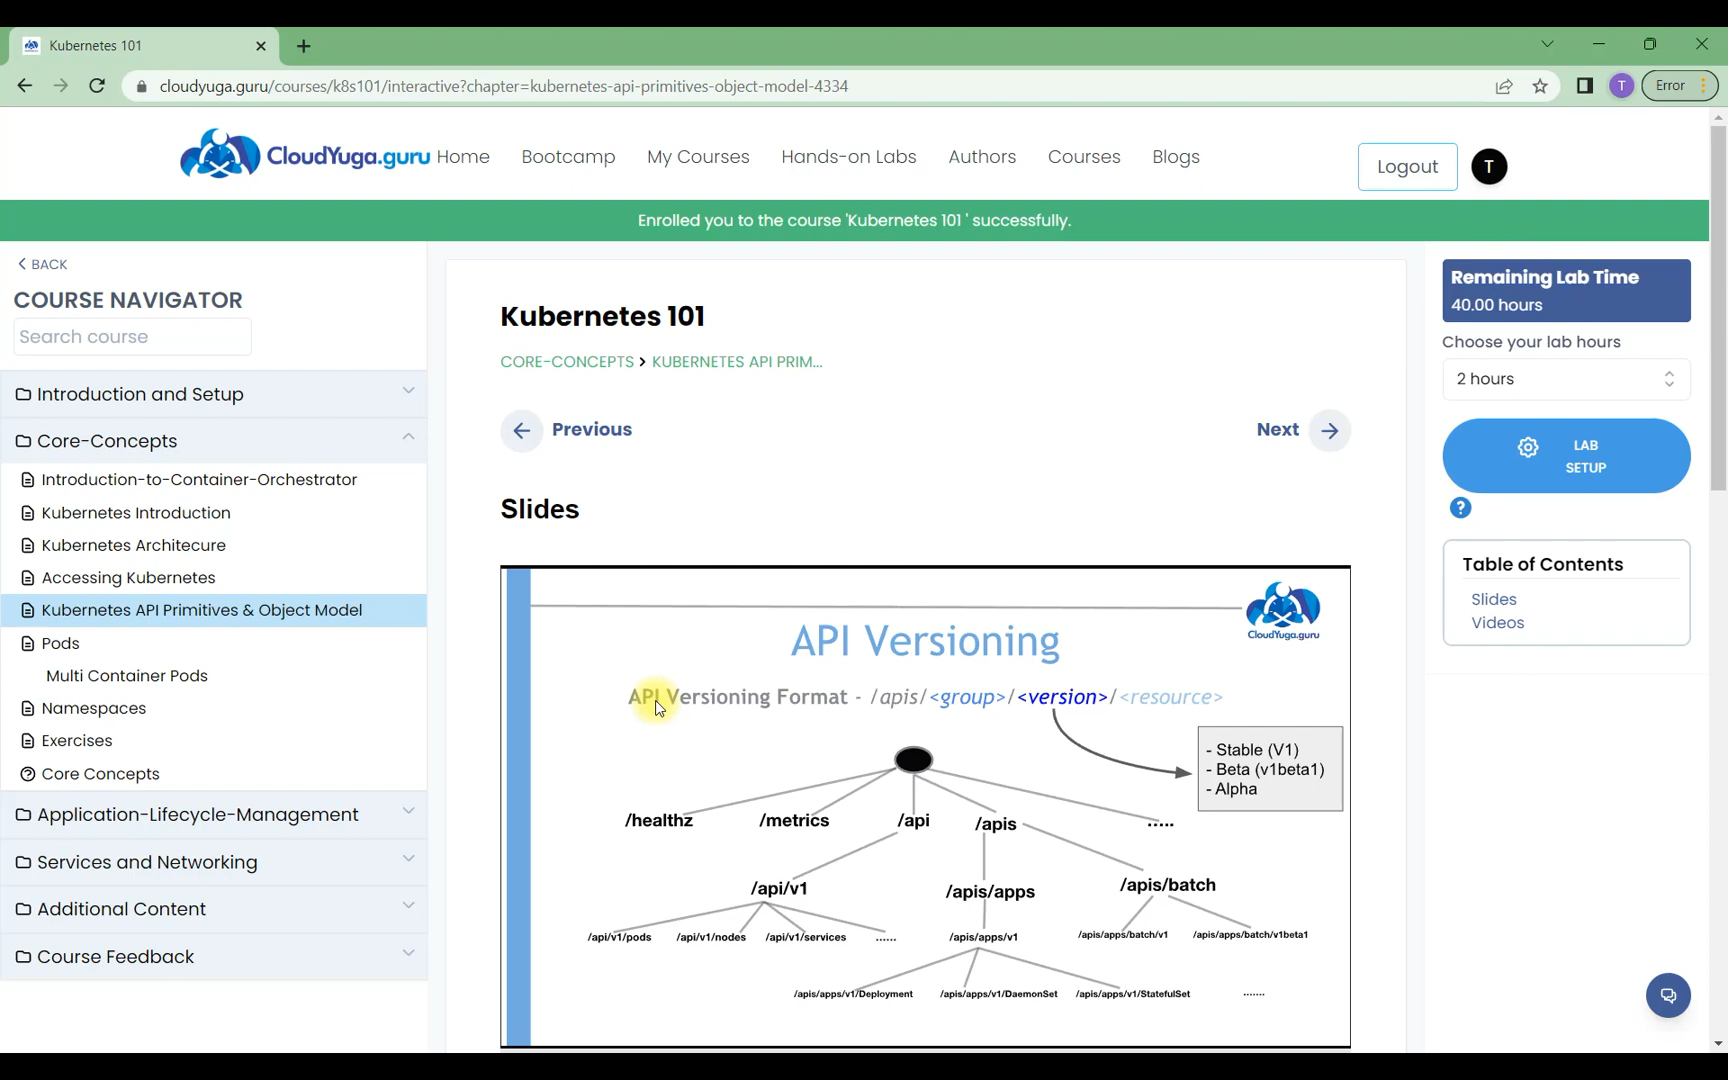 Kubernetes 101
cloudyuga.guru/courses/k8s101/interactive?chapter=kubernetes-api-primitives-object-model-4334
T
Error
CloudYuga.guru
Home
Bootcamp
My Courses
Hands-on Labs
Authors
Courses
Blogs
Logout
T
Enrolled you to the course 'Kubernetes 101 ' successfully.
BACK
COURSE NAVIGATOR
Search course
Introduction and Setup
Core-Concepts
Introduction-to-Container-Orchestrator
Kubernetes Introduction
Kubernetes Architecure
Accessing Kubernetes
Kubernetes API Primitives & Object Model
Pods
Multi Container Pods
Namespaces
Exercises
Core Concepts
Application-Lifecycle-Management
Services and Networking
Additional Content
Course Feedback
Kubernetes 101
CORE-CONCEPTS > KUBERNETES API PRIM...
Previous
Next
Slides
CloudYuga.guru
API Versioning
API Versioning Format - /apis/<group>/<version>/<resource>
- Stable (V1)
- Beta (v1beta1)
- Alpha
/healthz
/metrics
/api
/apis
.....
/api/v1
/apis/apps
/apis/batch
/api/v1/pods
/api/v1/nodes
/api/v1/services
......
/apis/apps/v1
/apis/apps/batch/v1
/apis/apps/batch/v1beta1
/apis/apps/v1/Deployment
/apis/apps/v1/DaemonSet
/apis/apps/v1/StatefulSet
.......
Remaining Lab Time
40.00 hours
Choose your lab hours
2 hours
LAB
SETUP
?
Table of Contents
Slides
Videos